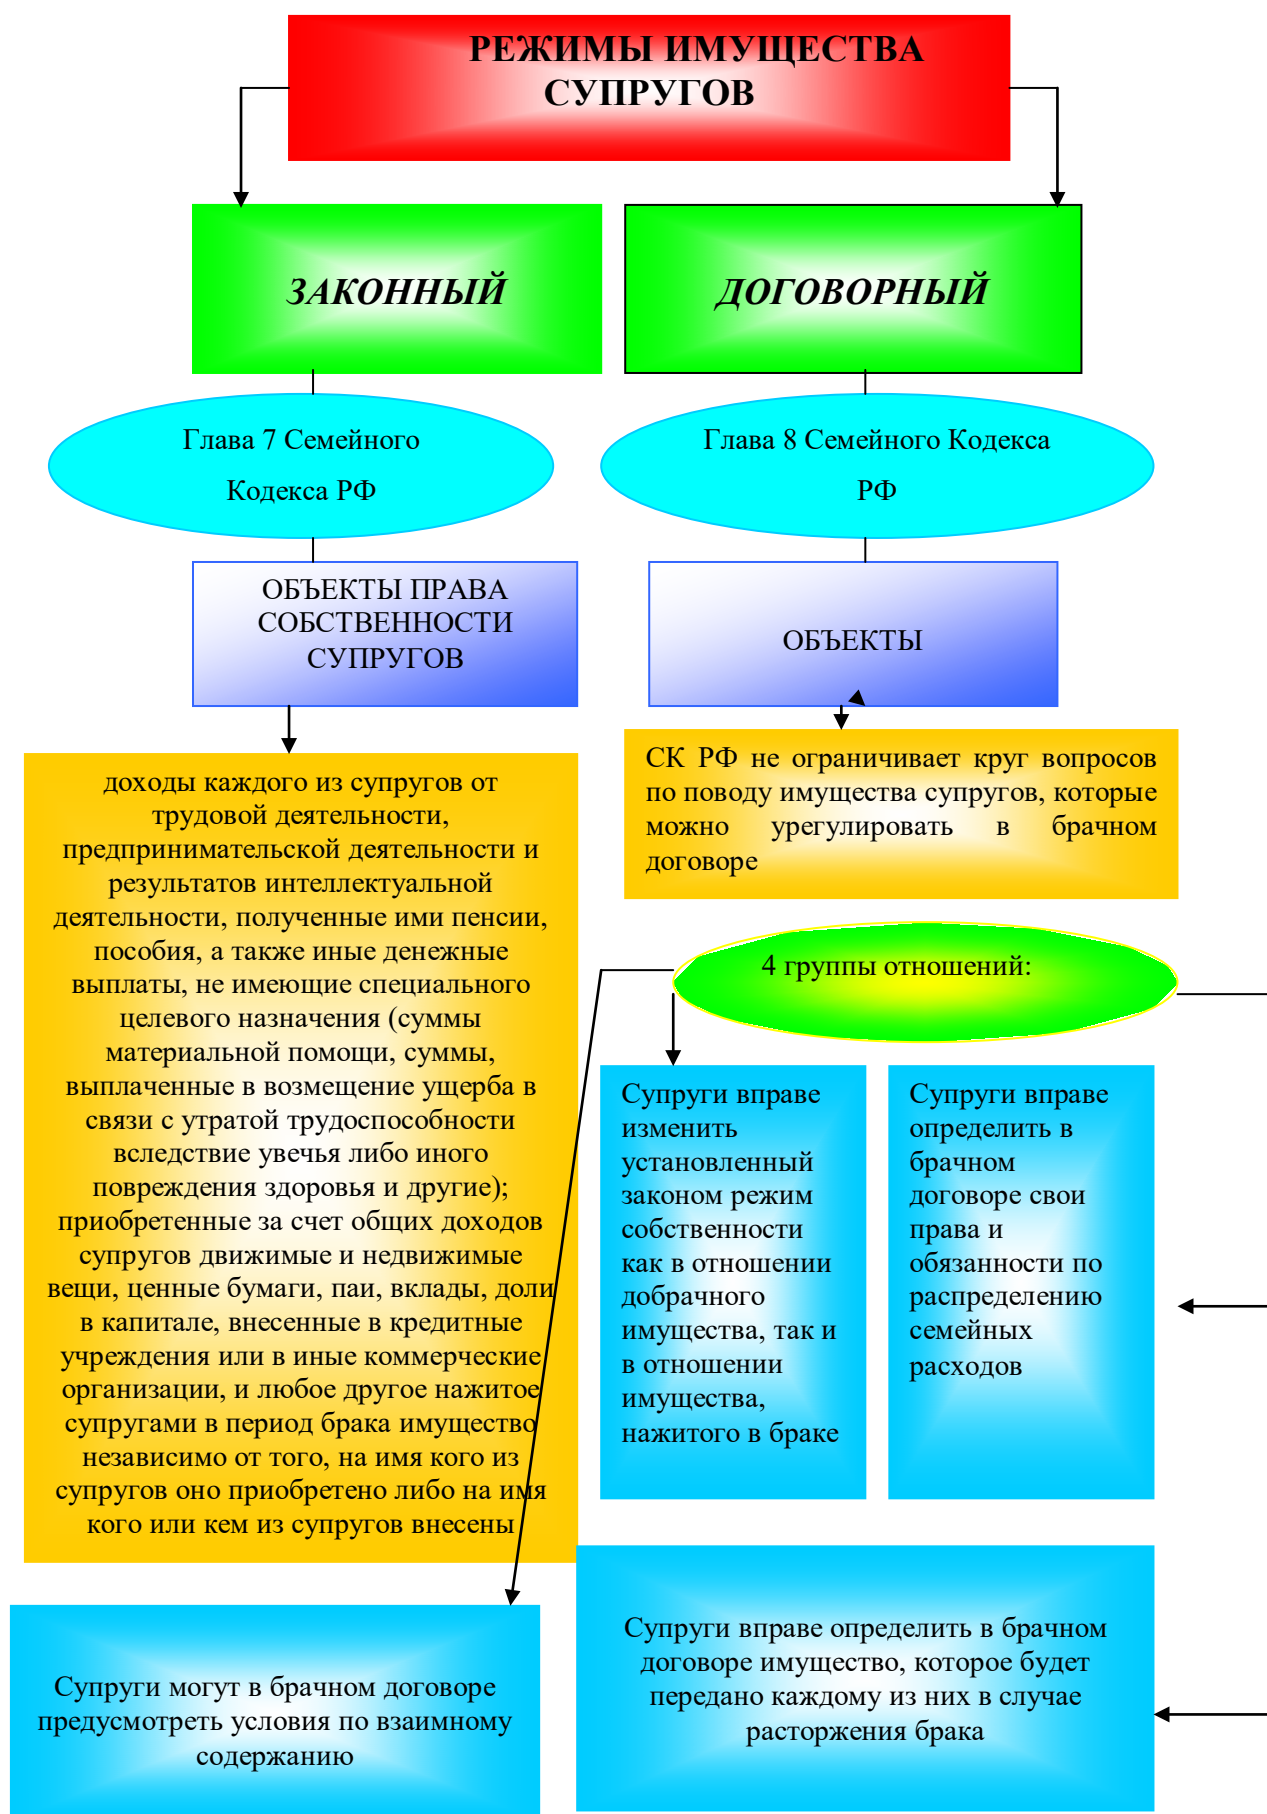 РЕЖИМЫ ИМУЩЕСТВА
СУПРУГОВ
ЗАКОННЫЙ
ДОГОВОРНЫЙ
Глава 7 Семейного
Кодекса РФ
Глава 8 Семейного Кодекса
РФ
ОБЪЕКТЫ ПРАВА
СОБСТВЕННОСТИ
СУПРУГОВ
ОБЪЕКТЫ
доходы каждого из супругов от
трудовой деятельности,
предпринимательской деятельности и
результатов интеллектуальной
деятельности, полученные ими пенсии,
пособия, а также иные денежные
выплаты, не имеющие специального
целевого назначения (суммы
материальной помощи, суммы,
выплаченные в возмещение ущерба в
связи с утратой трудоспособности
вследствие увечья либо иного
повреждения здоровья и другие);
приобретенные за счет общих доходов
супругов движимые и недвижимые
вещи, ценные бумаги, паи, вклады, доли
в капитале, внесенные в кредитные
учреждения или в иные коммерческие
организации, и любое другое нажитое
супругами в период брака имущество
независимо от того, на имя кого из
супругов оно приобретено либо на имя
кого или кем из супругов внесены
СК РФ не ограничивает круг вопросов
по поводу имущества супругов, которые
можно урегулировать в брачном
договоре
4 группы отношений:
Супруги вправе
изменить
установленный
законом режим
собственности
как в отношении
добрачного
имущества, так и
в отношении
имущества,
нажитого в браке
Супруги вправе
определить в
брачном
договоре свои
права и
обязанности по
распределению
семейных
расходов
Супруги могут в брачном договоре
предусмотреть условия по взаимному
содержанию
Супруги вправе определить в брачном
договоре имущество, которое будет
передано каждому из них в случае
расторжения брака